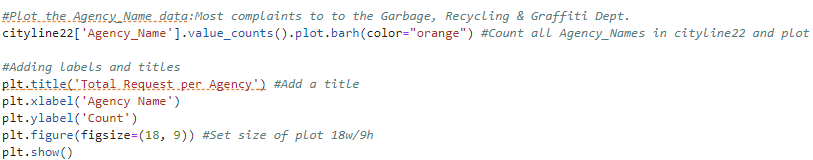 #Plot the Agency_Name data:Most complaints to to the Garbage, Recycling & Graffiti Dept.
cityline22['Agency_Name'].value_counts().plot.barh(color="orange") #Count all Agency_Names in cityline22 and plot
#Adding labels and titles
plt.title('Total Request per Agency') #Add a title
plt.xlabel('Agency Name')
plt.ylabel('Count')
plt.figure(figsize=(18, 9)) #Set size of plot 18w/9h
plt.show()